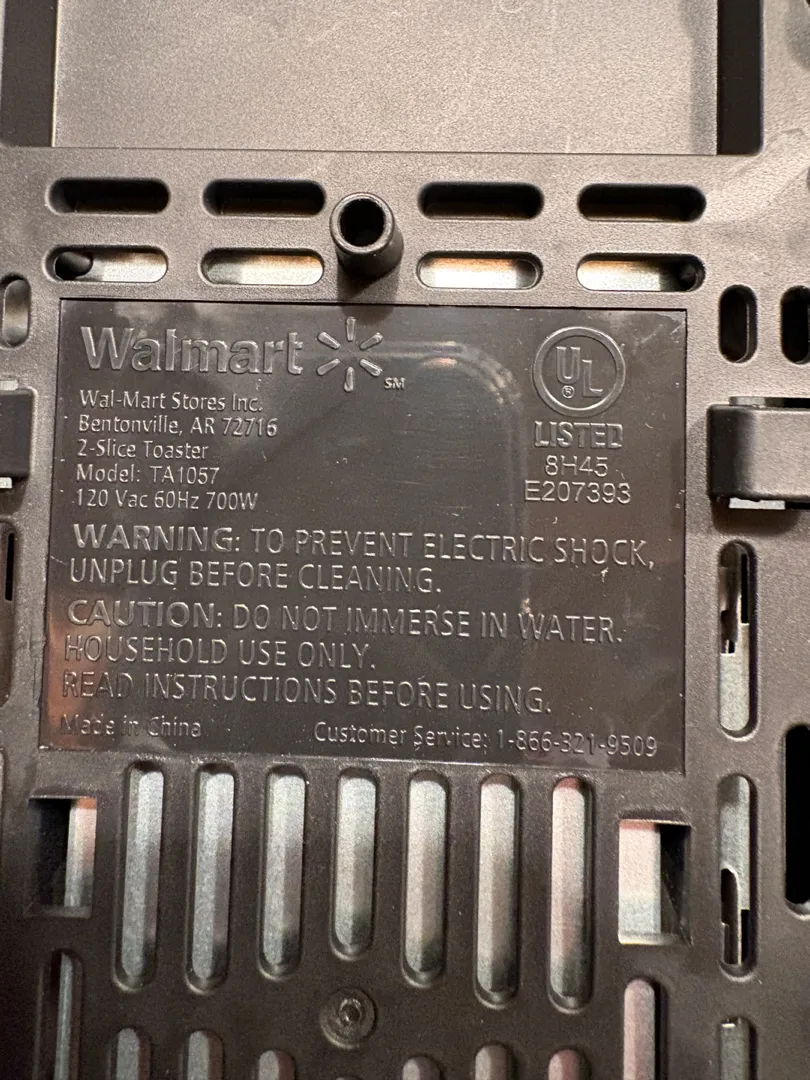 Walmart SM
Wal-Mart Stores Inc.
Bentonville, AR 72716
2-Slice Toaster
Model: TA1057
120 Vac 60Hz 700W
UL ®
LISTED
8H45
E207393
WARNING: TO PREVENT ELECTRIC SHOCK,
UNPLUG BEFORE CLEANING.
CAUTION: DO NOT IMMERSE IN WATER.
HOUSEHOLD USE ONLY.
READ INSTRUCTIONS BEFORE USING.
Made in China Customer Service: 1-866-321-9509